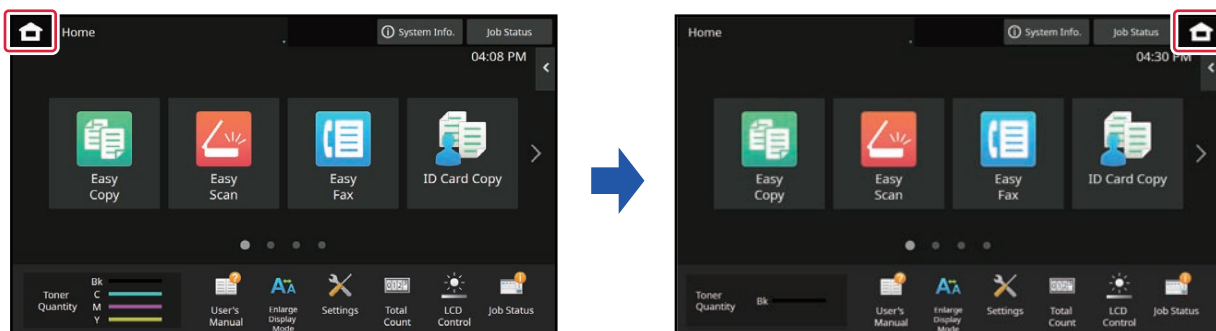 Home
System Info.
Job Status
04:08 PM
Easy
Copy
Easy
Scan
Easy
Fax
ID Card Copy
Toner
Quantity
Bk
C
M
Y
User's
Manual
Enlarge
Display
Mode
Settings
Total
Count
LCD
Control
Job Status
Home
System Info.
Job Status
04:30 PM
Easy
Copy
Easy
Scan
Easy
Fax
ID Card Copy
Toner
Quantity
Bk
User's
Manual
Enlarge
Display
Mode
Settings
Total
Count
LCD
Control
Job Status